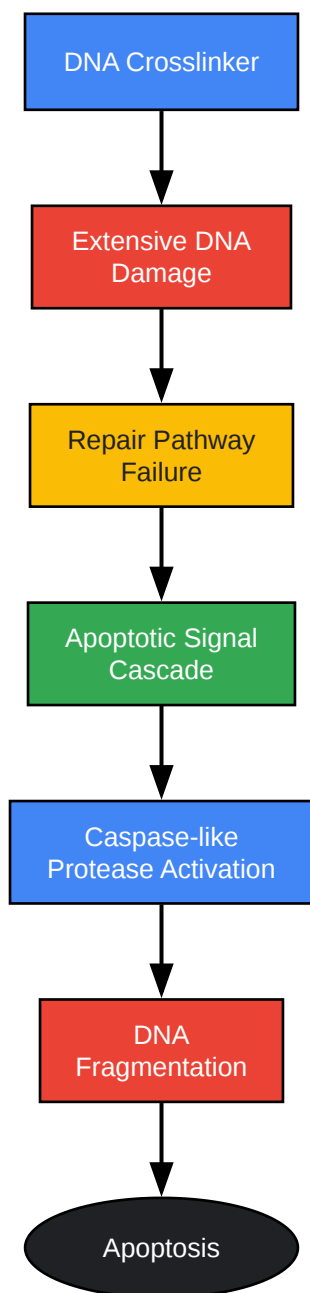 DNA Crosslinker
Extensive DNA
Damage
Repair Pathway
Failure
Apoptotic Signal
Cascade
Caspase-like
Protease Activation
DNA
Fragmentation
Apoptosis